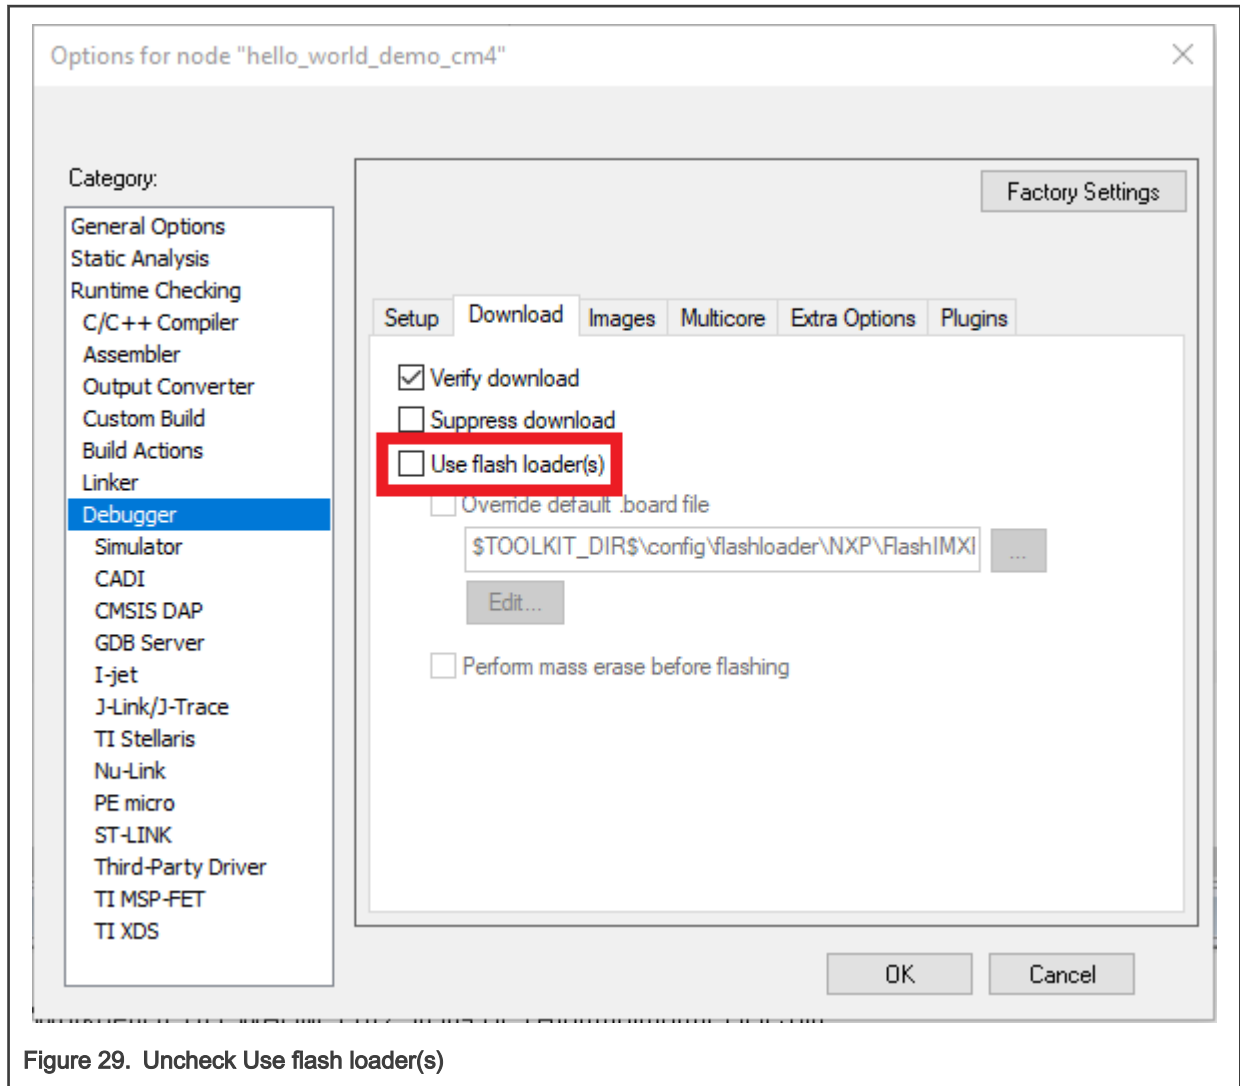 Options for node "hello_world_demo_cm4"
Category:
Factory Settings
General Options
Static Analysis
Runtime Checking
C/C++ Compiler
Assembler
Output Converter
Custom Build
Build Actions
Linker
Debugger
Simulator
CADI
CMSIS DAP
GDB Server
I-jet
J-Link/J-Trace
TI Stellaris
Nu-Link
PE micro
ST-LINK
Third-Party Driver
TI MSP-FET
TI XDS
Setup Download Images Multicore Extra Options Plugins
Verify download
Suppress download
Use flash loader(s)
Override default .board file
$TOOLKIT_DIR$\config\flashloader\NXP\FlashIMXI ...
Edit...
Perform mass erase before flashing
OK Cancel
Figure 29. Uncheck Use flash loader(s)